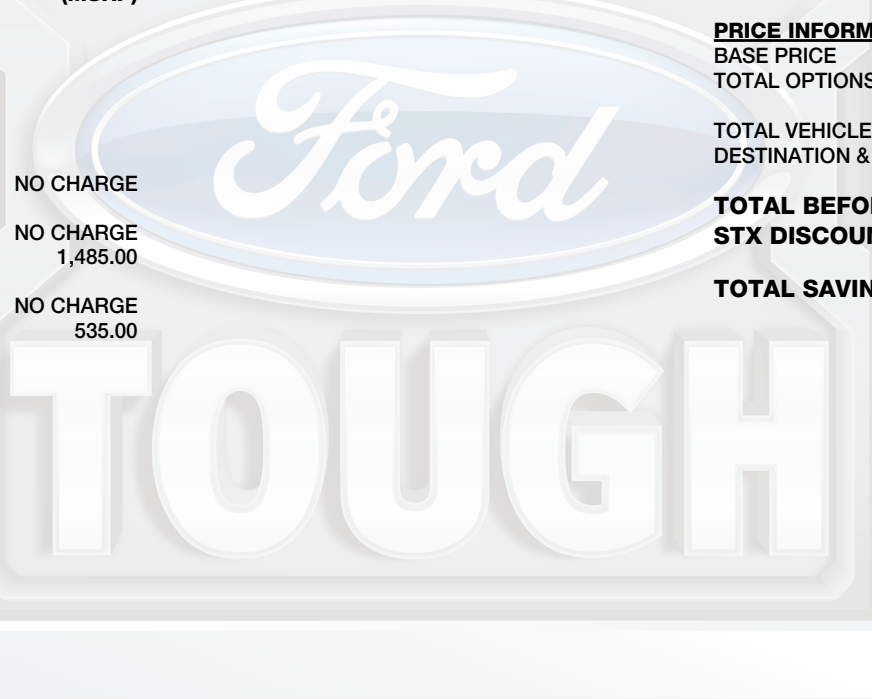 NO CHARGE
NO CHARGE
1,485.00
NO CHARGE
535.00
PRICE INFORM
BASE PRICE
TOTAL OPTIONS
TOTAL VEHICLE
DESTINATION &
TOTAL BEFO
STX DISCOU
TOTAL SAVIN
Ford
TOUGH